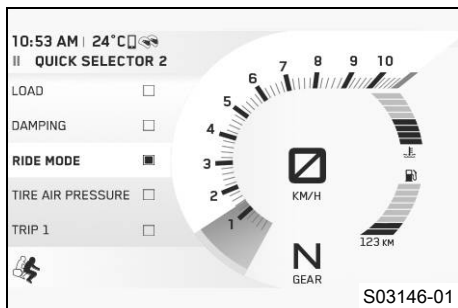 10:53 AM | 24°C
QUICK SELECTOR 2
LOAD
DAMPING
RIDE MODE
TIRE AIR PRESSURE
TRIP 1
1
2
3
4
5
6
7
8
9
10
0
KM/H
N
GEAR
123 KM
S03146-01